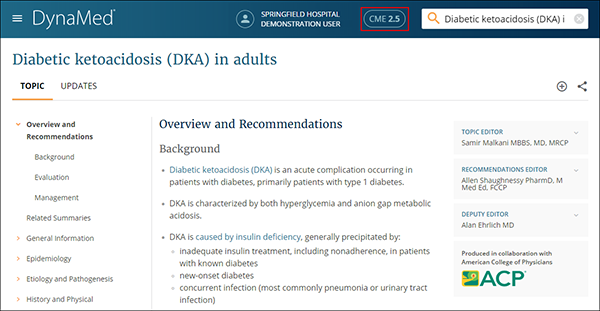 DynaMed®
SPRINGFIELD HOSPITAL
DEMONSTRATION USER
CME 2.5
Diabetic ketoacidosis (DKA) i
Diabetic ketoacidosis (DKA) in adults
TOPIC
UPDATES
Overview and
Recommendations
Background
Evaluation
Management
Related Summaries
General Information
Epidemiology
Etiology and Pathogenesis
History and Physical
Overview and Recommendations
Background
Diabetic ketoacidosis (DKA) is an acute complication occurring in
patients with diabetes, primarily patients with type 1 diabetes.
DKA is characterized by both hyperglycemia and anion gap metabolic
acidosis.
DKA is caused by insulin deficiency, generally precipitated by:
inadequate insulin treatment, including nonadherence, in patients
with known diabetes
new-onset diabetes
concurrent infection (most commonly pneumonia or urinary tract
infection)
TOPIC EDITOR
Samir Malkani MBBS, MD, MRCP
RECOMMENDATIONS EDITOR
Allen Shaughnessy PharmD, M
Med Ed, FCCP
DEPUTY EDITOR
Alan Ehrlich MD
Produced in collaboration with
American College of Physicians
ACP